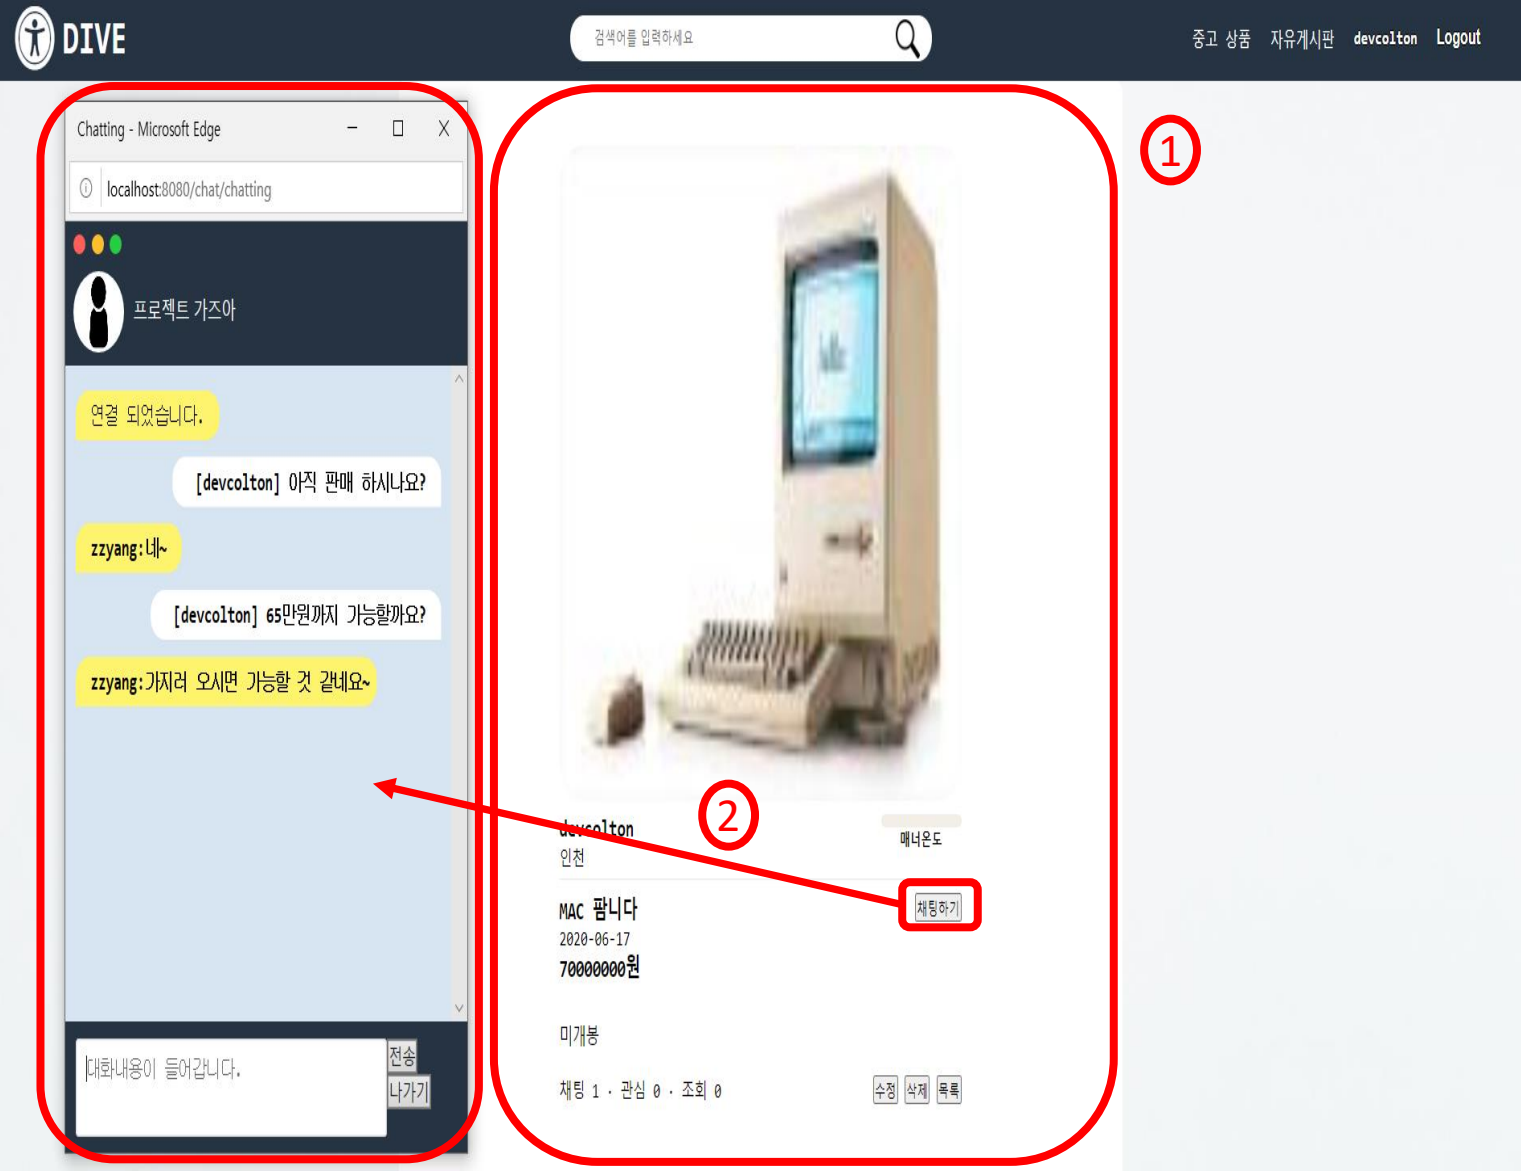 DIVE
검색어를 입력하세요
중고 상품 자유게시판 devcolton Logout
Chatting - Microsoft Edge
localhost:8080/chat/chatting
프로젝트 가즈아
연결 되었습니다.
[devcolton] 아직 판매 하시나요?
zzyang:네~
[devcolton] 65만원까지 가능할까요?
zzyang:가지러 오시면 가능할 것 같네요~
대화내용이 들어갑니다.
전송
나가기
1
hello
2
devcolton
매너온도
인천
MAC 팝니다
채팅하기
2020-06-17
70000000원
미개봉
채팅 1 · 관심 0 · 조회 0
수정 삭제 목록